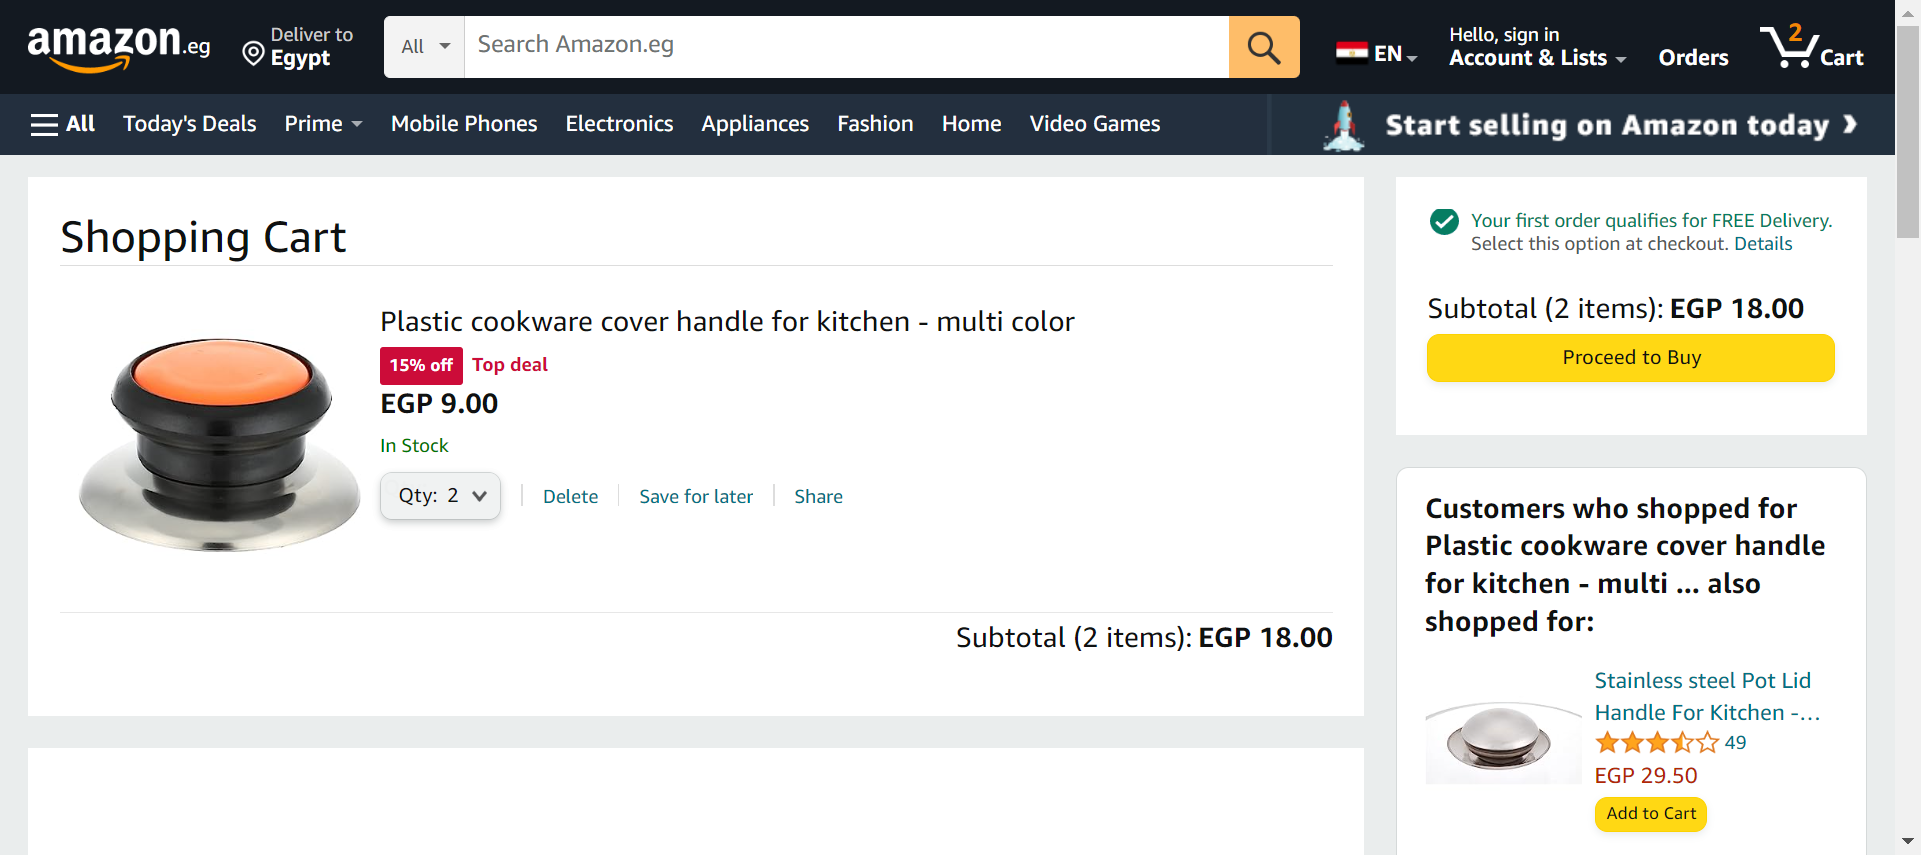 amazon.eg
Deliver to
Egypt
All
Search Amazon.eg
EN
Hello, sign in
Account & Lists
Orders
2
Cart
All
Today's Deals
Prime
Mobile Phones
Electronics
Appliances
Fashion
Home
Video Games
Start selling on Amazon today ❯
Shopping Cart
Plastic cookware cover handle for kitchen - multi color
15% off Top deal
EGP 9.00
In Stock
Qty: 2
Delete
Save for later
Share
Subtotal (2 items): EGP 18.00
Your first order qualifies for FREE Delivery.
Select this option at checkout. Details
Subtotal (2 items): EGP 18.00
Proceed to Buy
Customers who shopped for
Plastic cookware cover handle
for kitchen - multi ... also
shopped for:
Stainless steel Pot Lid
Handle For Kitchen -…
49
EGP 29.50
Add to Cart